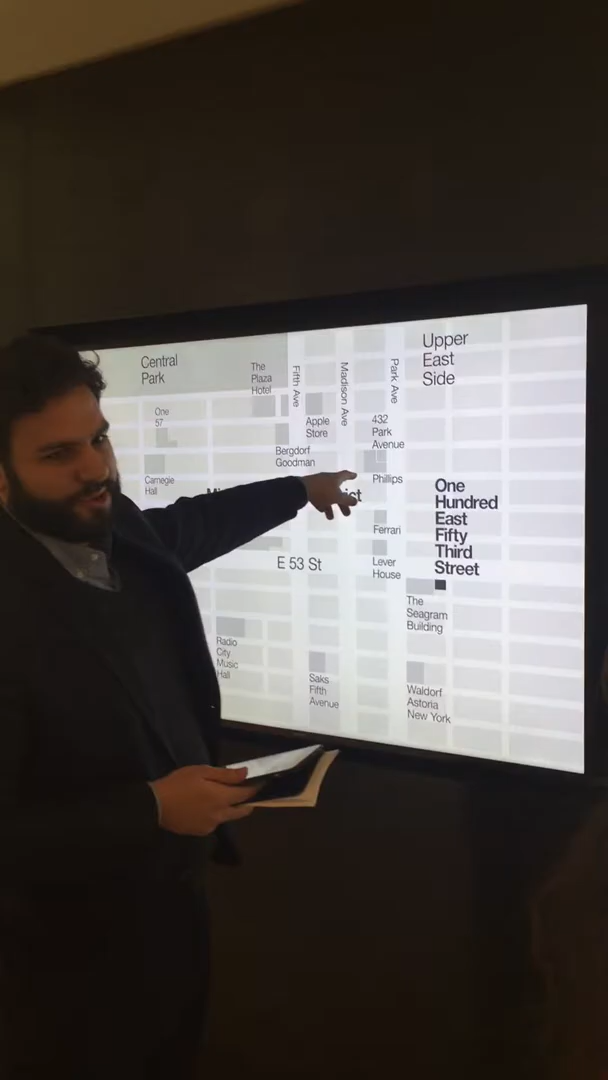 Central
Park
The
Plaza
Hotel
Fifth Ave
Madison Ave
Park Ave
Upper
East
Side
One
57
Apple
Store
432
Park
Avenue
Bergdorf
Goodman
Carnegie
Hall
Phillips
One
Hundred
East
Fifty
Third
Street
Ferrari
E 53 St
Lever
House
The
Seagram
Building
Radio
City
Music
Hall
Saks
Fifth
Avenue
Waldorf
Astoria
New York